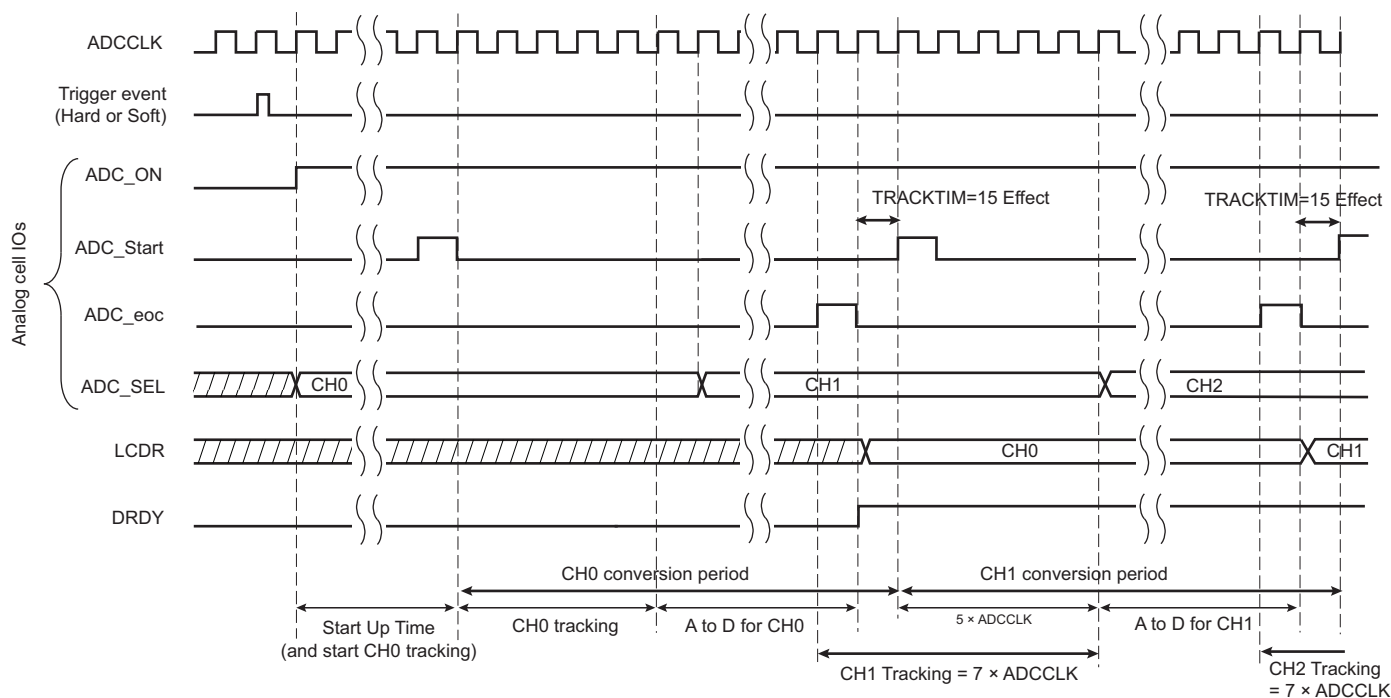 ADCCLK
Trigger event
(Hard or Soft)
Analog cell IOs
ADC_ON
TRACKTIM=15 Effect
TRACKTIM=15 Effect
ADC_Start
ADC_eoc
ADC_SEL
CH0
CH1
CH2
LCDR
CH0
CH1
DRDY
CH0 conversion period
CH1 conversion period
Start Up Time
(and start CH0 tracking)
CH0 tracking
A to D for CH0
5 × ADCCLK
A to D for CH1
CH1 Tracking = 7 × ADCCLK
CH2 Tracking
= 7 × ADCCLK